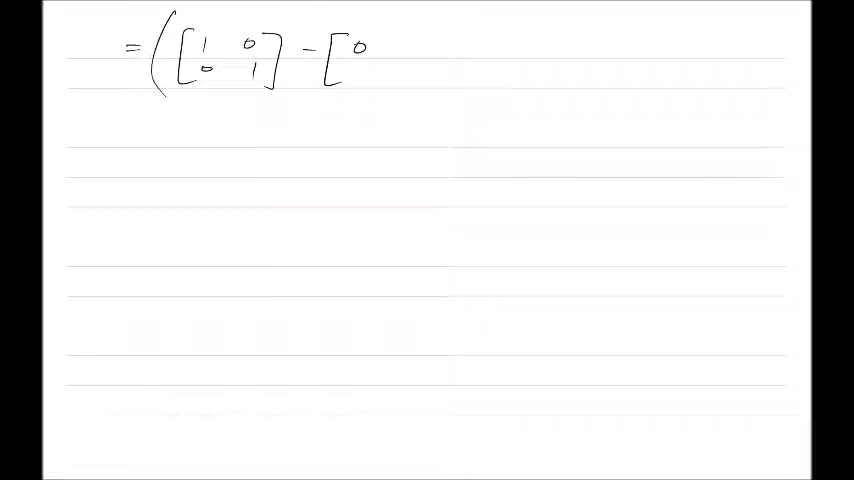 = ( [ 1 0 ] - [ 0
0 1